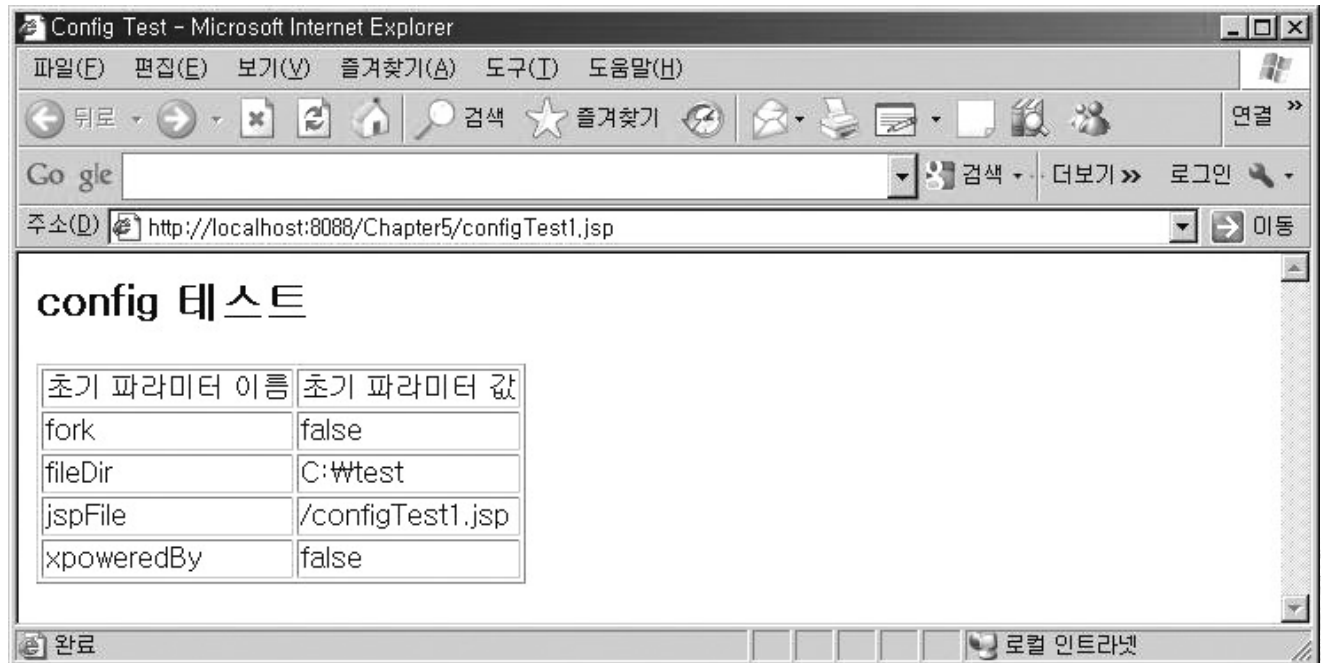 Config Test - Microsoft Internet Explorer
파일(F) 편집(E) 보기(V) 즐겨찾기(A) 도구(T) 도움말(H)
뒤로 검색 즐겨찾기 연결 »
Go gle 검색 더보기 » 로그인
주소(D) http://localhost:8088/Chapter5/configTest1.jsp 이동
config 테스트
초기 파라미터 이름 초기 파라미터 값
fork false
fileDir C:₩test
jspFile /configTest1.jsp
xpoweredBy false
완료 로컬 인트라넷